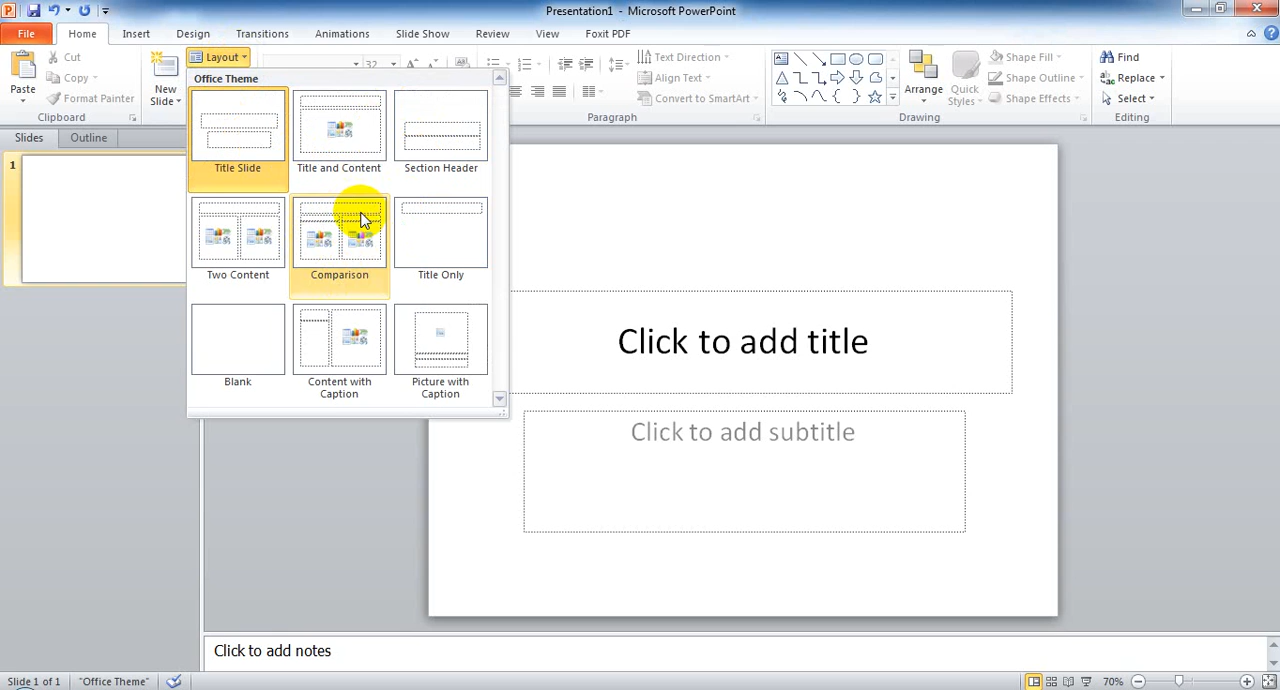 Presentation1 - Microsoft PowerPoint
File Home Insert Design Transitions Animations Slide Show Review View Foxit PDF
Paste
Cut
Copy
Format Painter
Clipboard
New
Slide
Layout
32
Text Direction
Align Text
Convert to SmartArt
Paragraph
Arrange
Quick
Styles
Shape Fill
Shape Outline
Shape Effects
Drawing
Find
Replace
Select
Editing
Slides Outline
1
Office Theme
Title Slide Title and Content Section Header
Two Content Comparison Title Only
Blank Content with Picture with
Caption Caption
Click to add title
Click to add subtitle
Click to add notes
Slide 1 of 1 "Office Theme" 70%